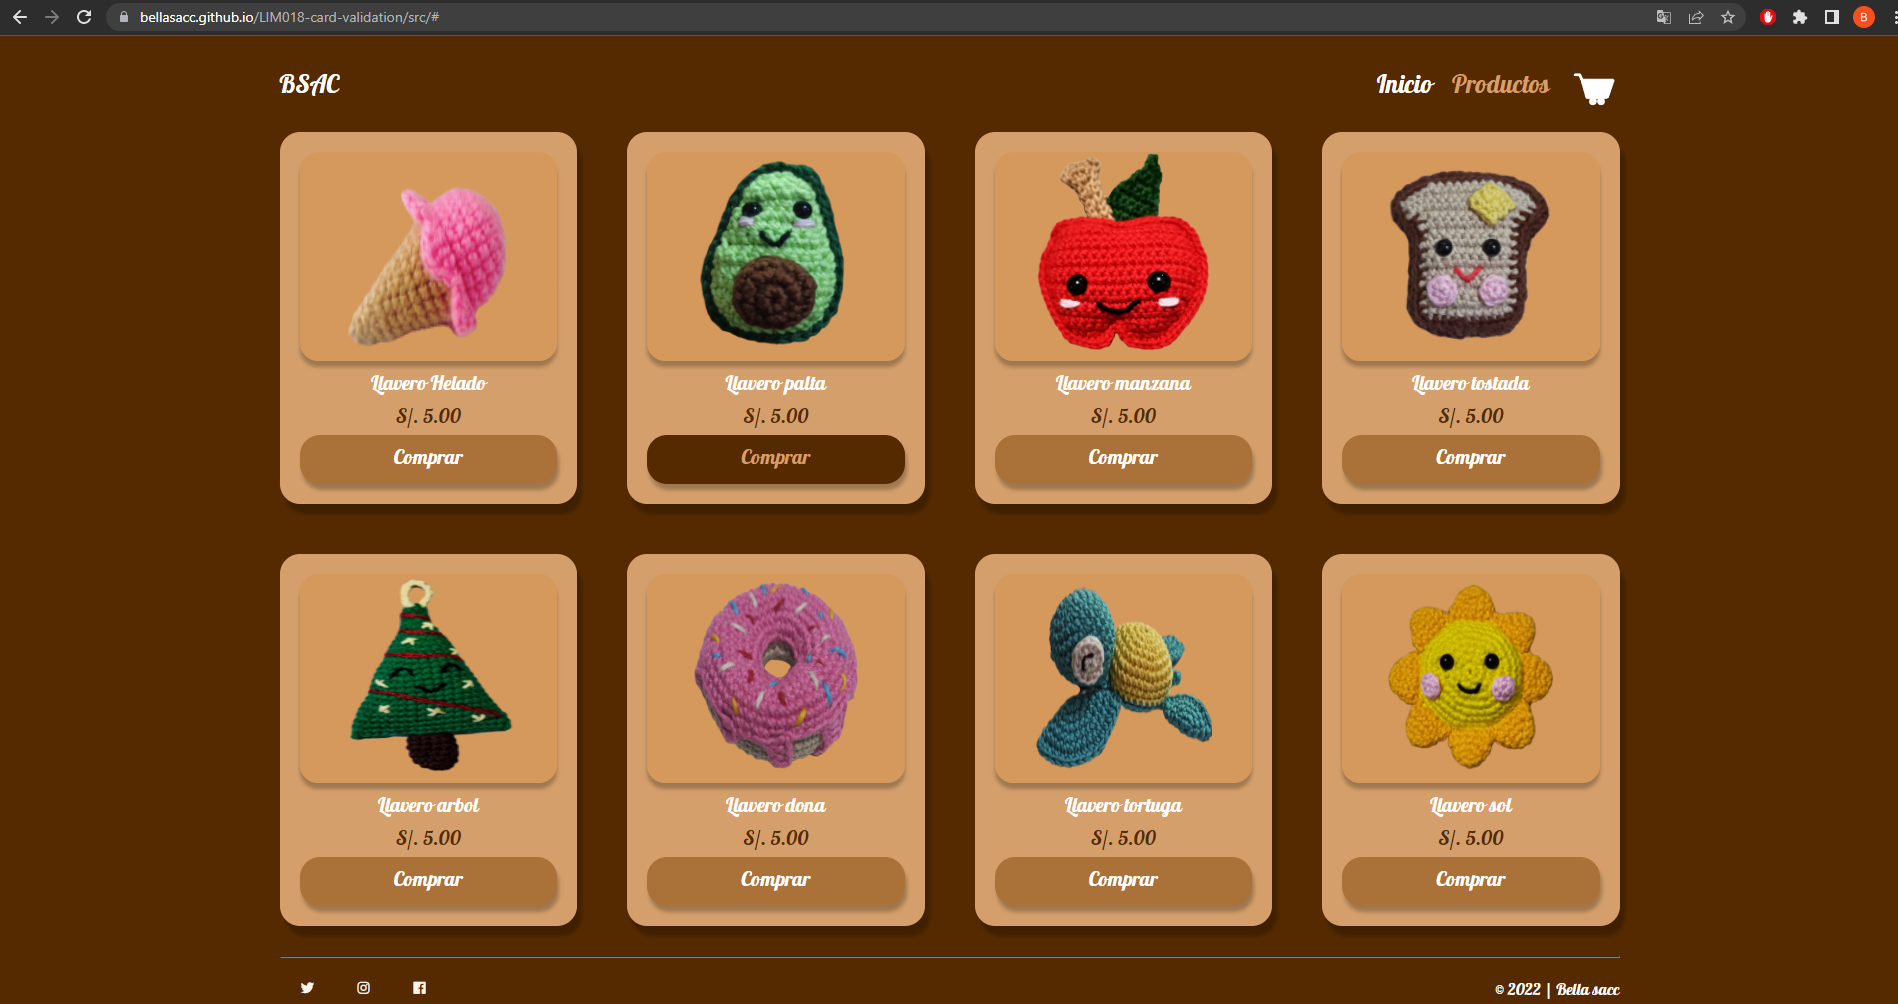 bellasacc.github.io/LIM018-card-validation/src/#
B
BSAC
Inicio Productos
Llavero Helado
S/. 5.00
Comprar
Llavero palta
S/. 5.00
Comprar
Llavero manzana
S/. 5.00
Comprar
Llavero tostada
S/. 5.00
Comprar
Llavero arbol
S/. 5.00
Comprar
Llavero dona
S/. 5.00
Comprar
Llavero tortuga
S/. 5.00
Comprar
Llavero sol
S/. 5.00
Comprar
© 2022 | Bella sacc